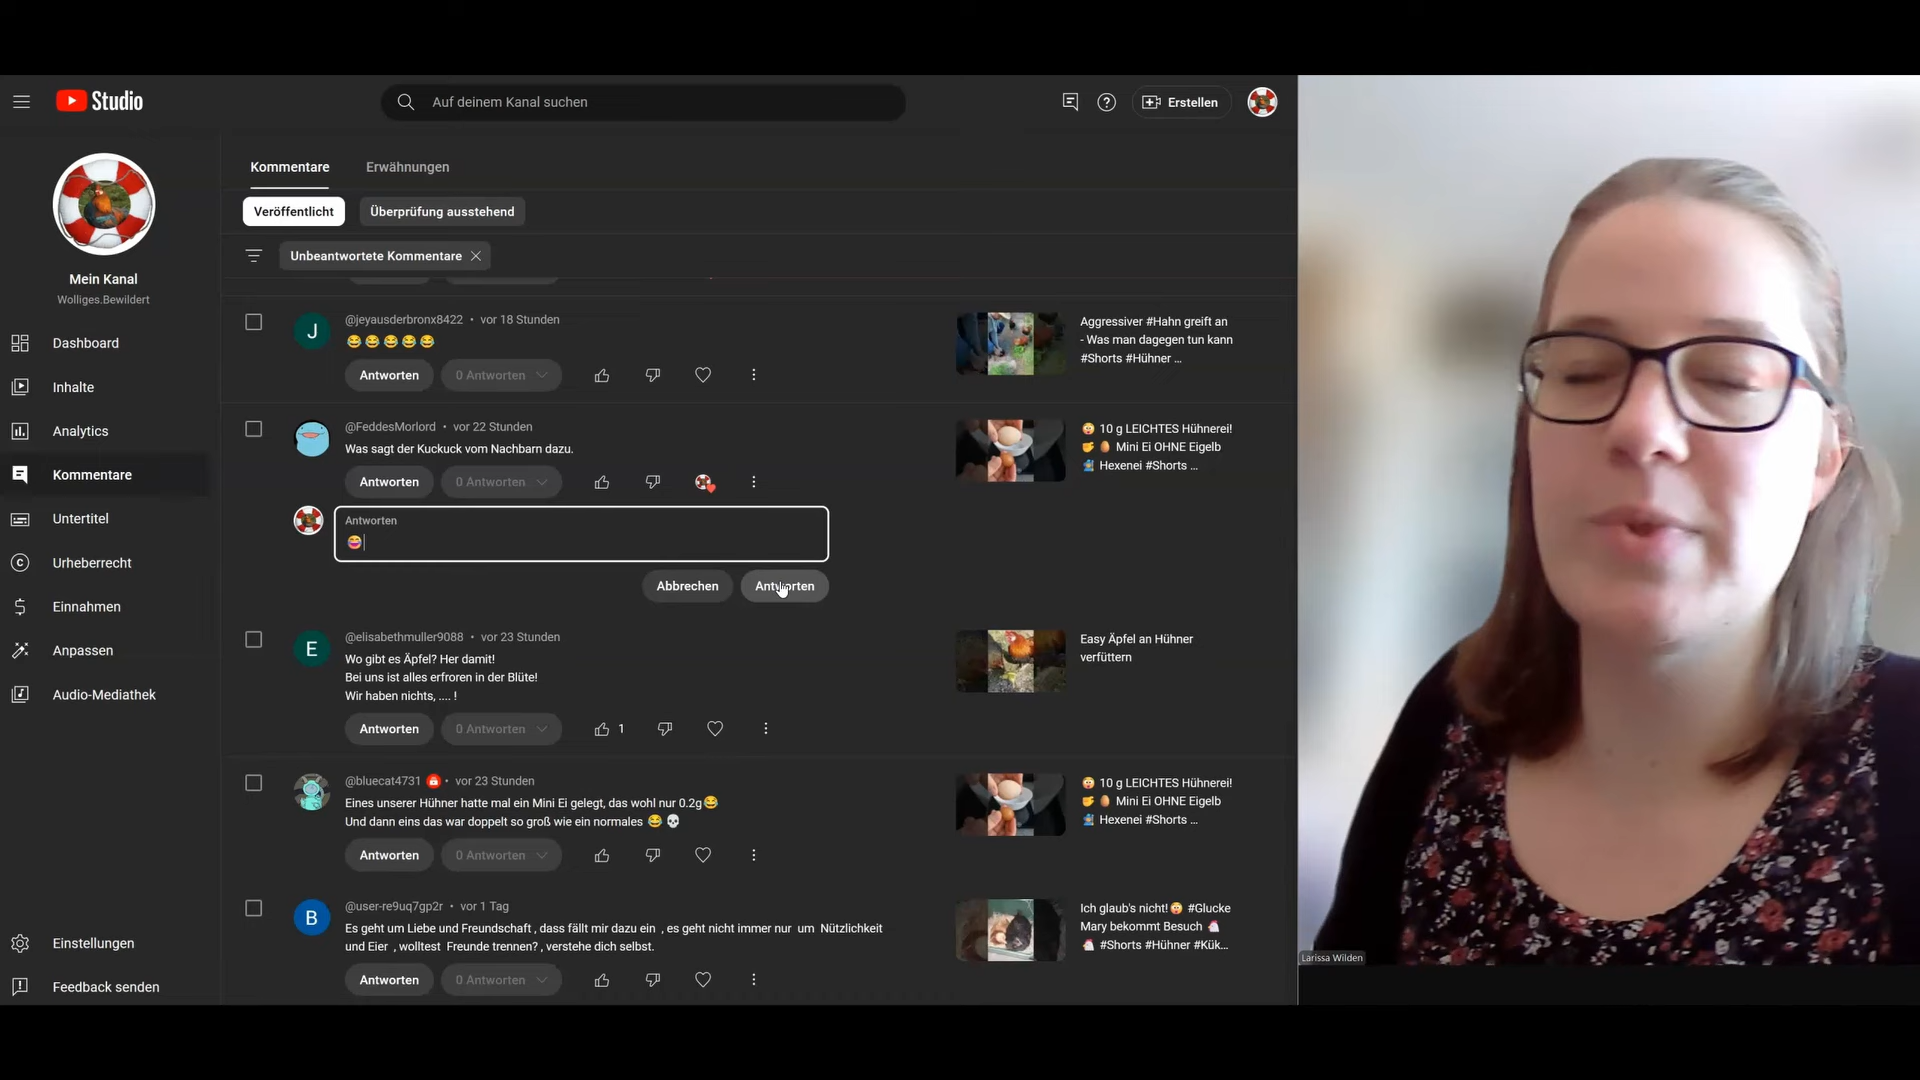 Studio
Auf deinem Kanal suchen
Erstellen
Mein Kanal
Wolliges.Bewildert
Dashboard
Inhalte
Analytics
Kommentare
Untertitel
Urheberrecht
Einnahmen
Anpassen
Audio-Mediathek
Einstellungen
Feedback senden
Kommentare
Erwähnungen
Veröffentlicht
Überprüfung ausstehend
Unbeantwortete Kommentare
J
@jeyausderbronx8422 • vor 18 Stunden
😂😂😂😂😂
Antworten
0 Antworten
Aggressiver #Hahn greift an
- Was man dagegen tun kann
#Shorts #Hühner ...
@FeddesMorlord • vor 22 Stunden
Was sagt der Kuckuck vom Nachbarn dazu.
Antworten
0 Antworten
10 g LEICHTES Hühnerei!
Mini Ei OHNE Eigelb
Hexenei #Shorts ...
Antworten
😂
Abbrechen
Antworten
E
@elisabethmuller9088 • vor 23 Stunden
Wo gibt es Äpfel? Her damit!
Bei uns ist alles erfroren in der Blüte!
Wir haben nichts, .... !
Antworten
0 Antworten
1
Easy Äpfel an Hühner
verfüttern
@bluecat4731 • vor 23 Stunden
Eines unserer Hühner hatte mal ein Mini Ei gelegt, das wohl nur 0.2g😂
Und dann eins das war doppelt so groß wie ein normales 😂💀
Antworten
0 Antworten
10 g LEICHTES Hühnerei!
Mini Ei OHNE Eigelb
Hexenei #Shorts ...
B
@user-re9uq7gp2r • vor 1 Tag
Es geht um Liebe und Freundschaft , dass fällt mir dazu ein , es geht nicht immer nur um Nützlichkeit
und Eier , wolltest Freunde trennen? , verstehe dich selbst.
Antworten
0 Antworten
Ich glaub's nicht! #Glucke
Mary bekommt Besuch
#Shorts #Hühner #Kük...
Larissa Wilden